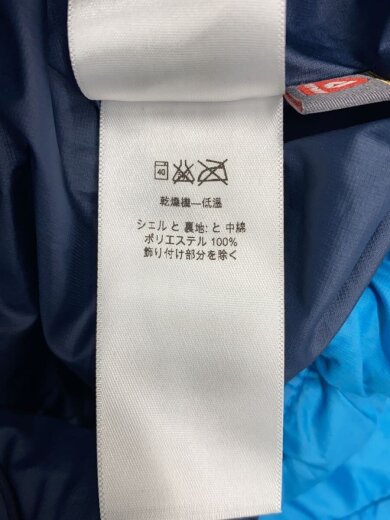 40
乾燥機—低温
シェル と 裏地: と 中綿
ポリエステル 100%
飾り付け部分を除く